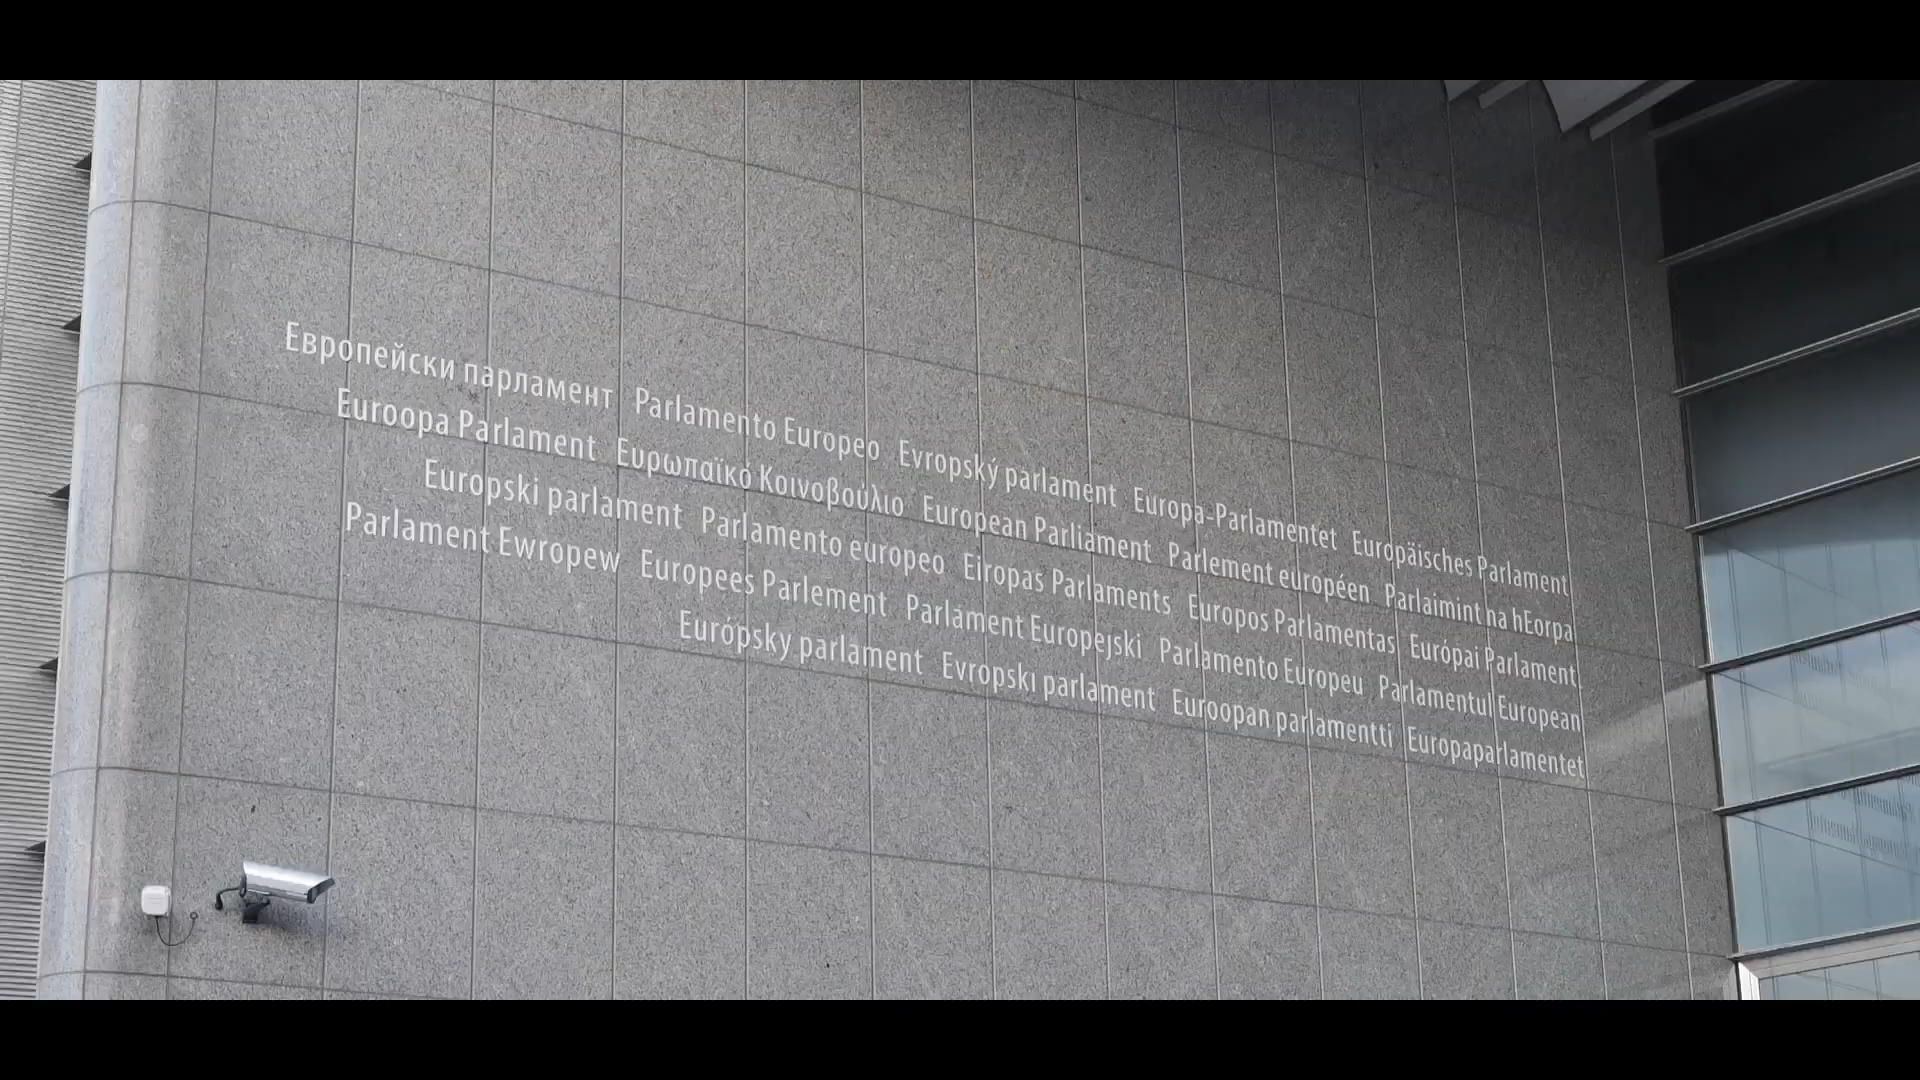 Европейски парламент Parlamento Europeo Evropský parlament Europa-Parlamentet Europäisches Parlament
Euroopa Parlament Ευρωπαϊκό Κοινοβούλιο European Parliament Parlement européen Parlaimint na hEorpa
Europski parlament Parlamento europeo Eiropas Parlaments Europos Parlamentas Európai Parlament
Parlament Ewropew Europees Parlement Parlament Europejski Parlamento Europeu Parlamentul European
Európsky parlament Evropski parlament Euroopan parlamentti Europaparlamentet